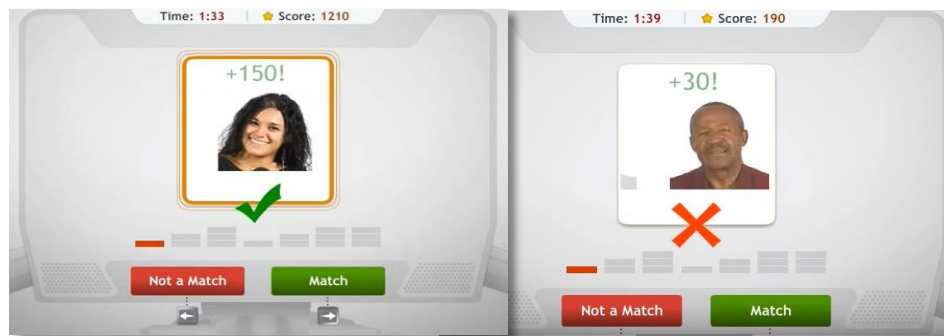 Time: 1:33 Score: 1210
+150!
Not a Match Match
Time: 1:39 Score: 190
+30!
Not a Match Match